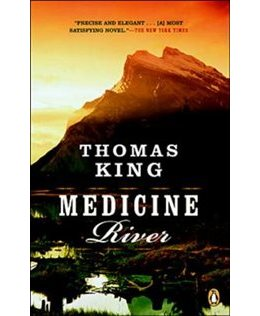 "PRECISE AND ELEGANT . . . [A] MOST
SATISFYING NOVEL."—THE NEW YORK TIMES
THOMAS
KING
MEDICINE
River